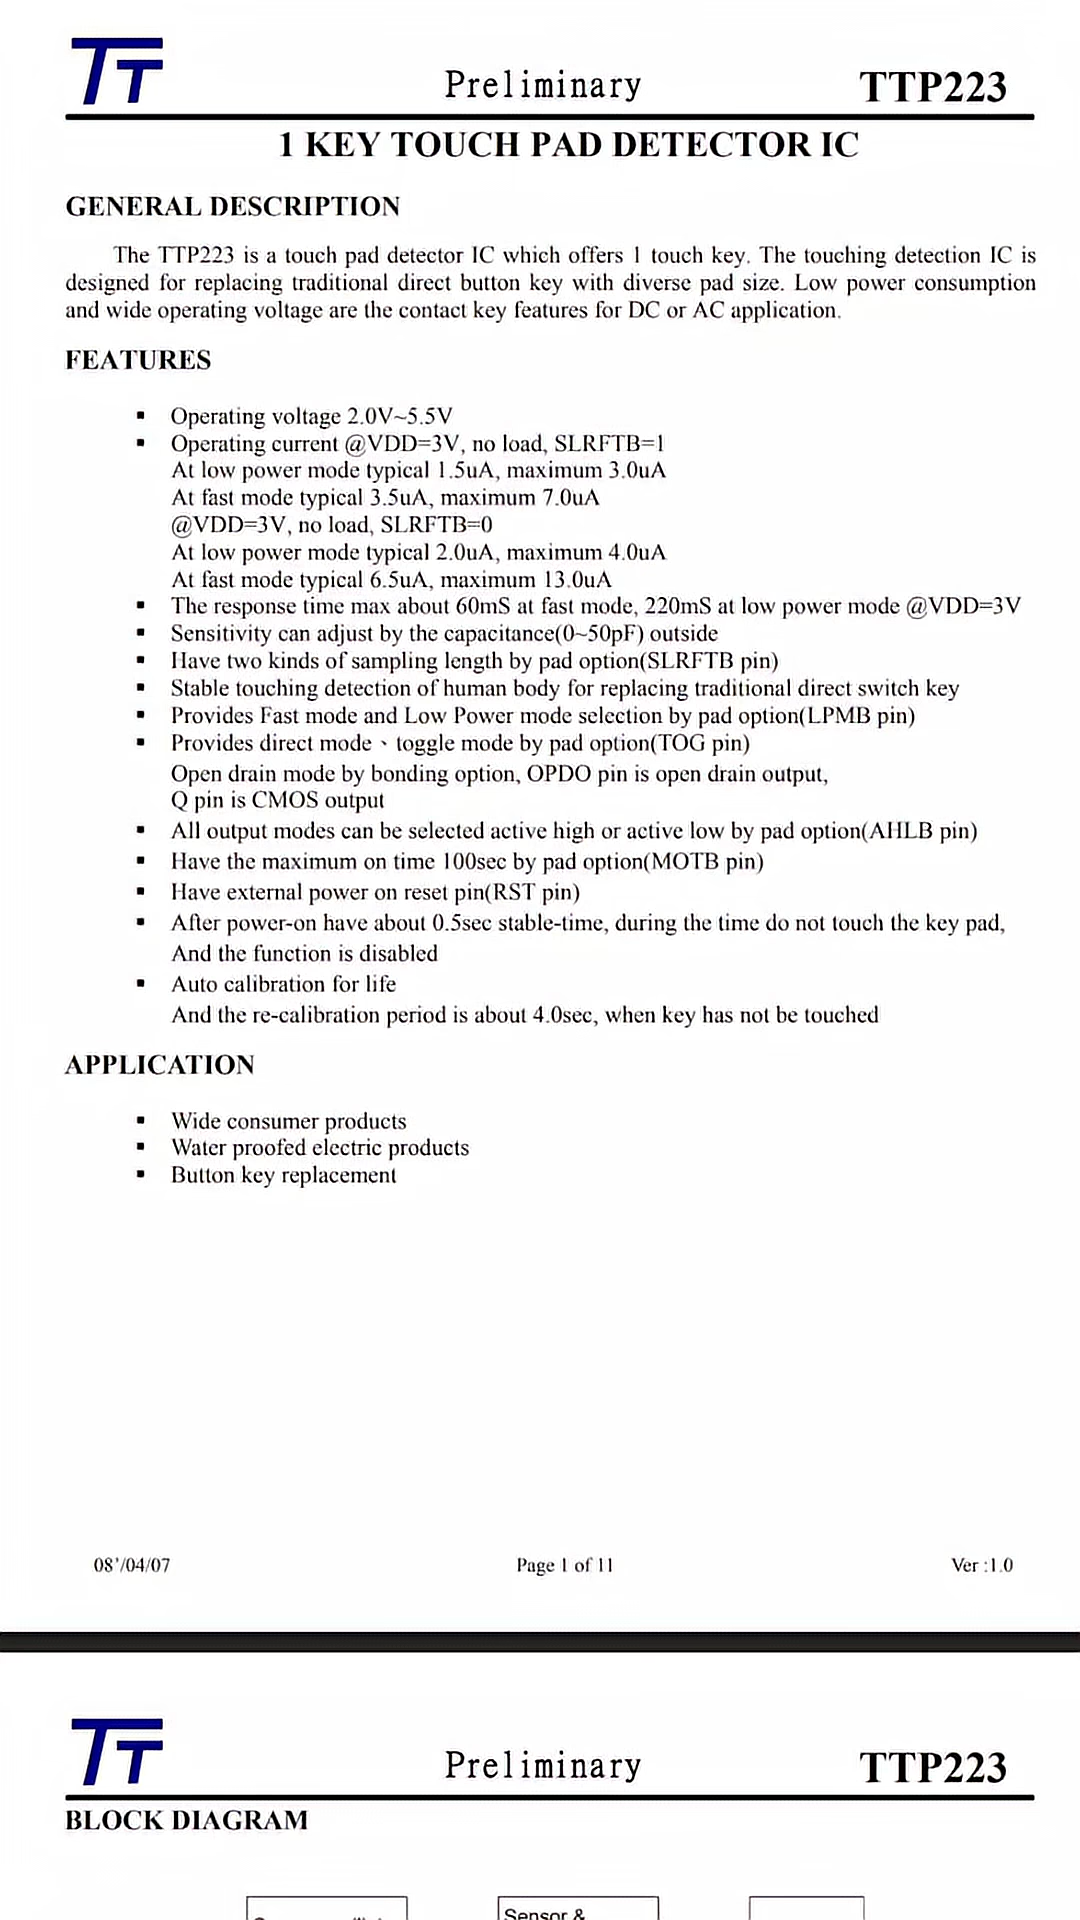 TT
Preliminary
TTP223
1 KEY TOUCH PAD DETECTOR IC
GENERAL DESCRIPTION
The TTP223 is a touch pad detector IC which offers 1 touch key. The touching detection IC is
designed for replacing traditional direct button key with diverse pad size. Low power consumption
and wide operating voltage are the contact key features for DC or AC application.
FEATURES
▪ Operating voltage 2.0V~5.5V
▪ Operating current @VDD=3V, no load, SLRFTB=1
At low power mode typical 1.5uA, maximum 3.0uA
At fast mode typical 3.5uA, maximum 7.0uA
@VDD=3V, no load, SLRFTB=0
At low power mode typical 2.0uA, maximum 4.0uA
At fast mode typical 6.5uA, maximum 13.0uA
▪ The response time max about 60mS at fast mode, 220mS at low power mode @VDD=3V
▪ Sensitivity can adjust by the capacitance(0~50pF) outside
▪ Have two kinds of sampling length by pad option(SLRFTB pin)
▪ Stable touching detection of human body for replacing traditional direct switch key
▪ Provides Fast mode and Low Power mode selection by pad option(LPMB pin)
▪ Provides direct mode、toggle mode by pad option(TOG pin)
Open drain mode by bonding option, OPDO pin is open drain output,
Q pin is CMOS output
▪ All output modes can be selected active high or active low by pad option(AHLB pin)
▪ Have the maximum on time 100sec by pad option(MOTB pin)
▪ Have external power on reset pin(RST pin)
▪ After power-on have about 0.5sec stable-time, during the time do not touch the key pad,
And the function is disabled
▪ Auto calibration for life
And the re-calibration period is about 4.0sec, when key has not be touched
APPLICATION
▪ Wide consumer products
▪ Water proofed electric products
▪ Button key replacement
08'/04/07
Page 1 of 11
Ver :1.0
TT
Preliminary
TTP223
BLOCK DIAGRAM
Sensor &